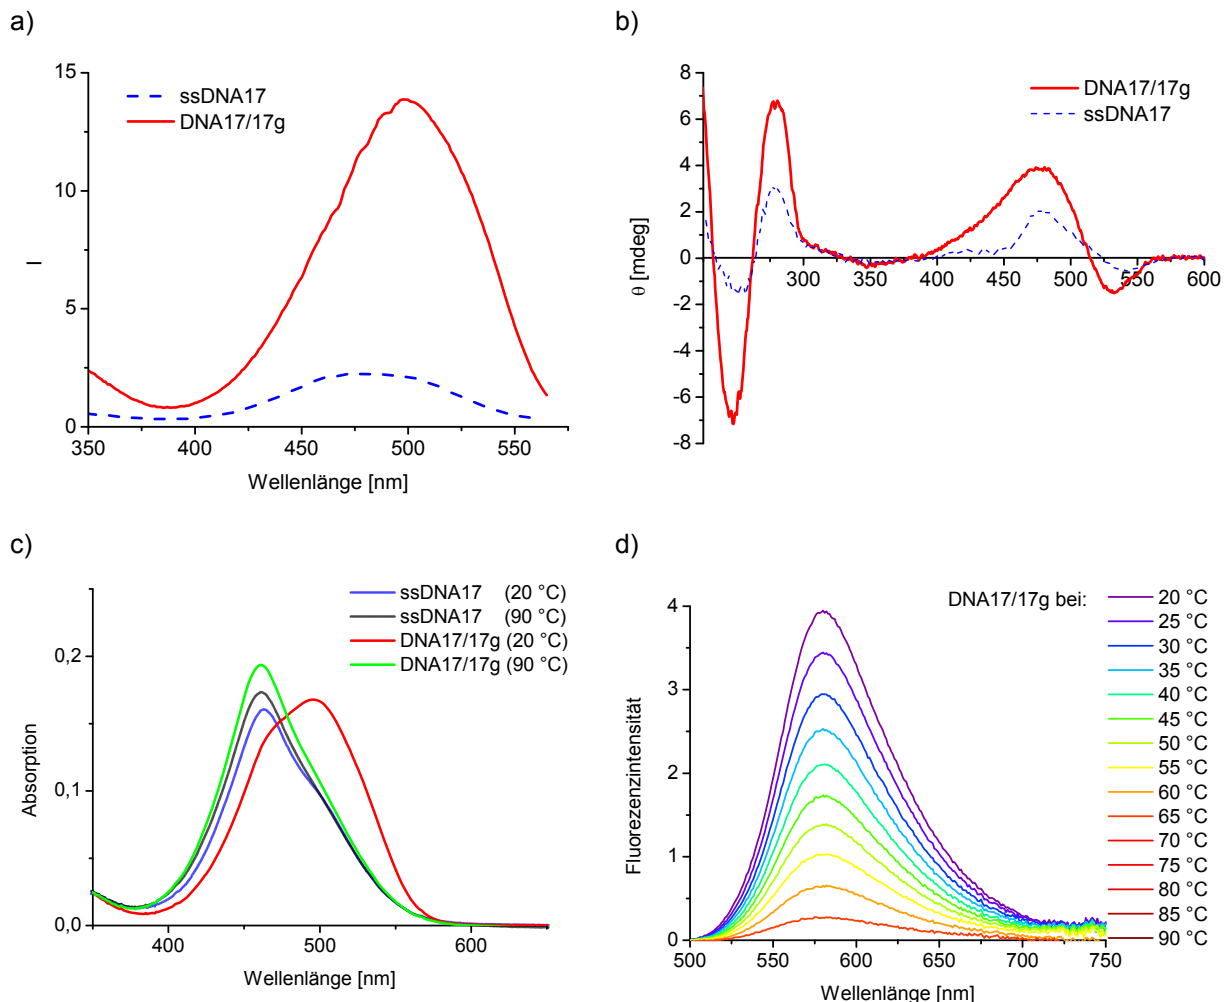 a)
15
10
5
0
I
ssDNA17
DNA17/17g
350
400
450
500
550
Wellenlänge [nm]
b)
8
6
4
2
0
-2
-4
-6
-8
θ [mdeg]
DNA17/17g
ssDNA17
300
350
400
450
500
550
600
c)
0,2
0,1
0,0
Absorption
ssDNA17 (20 °C)
ssDNA17 (90 °C)
DNA17/17g (20 °C)
DNA17/17g (90 °C)
400
500
600
Wellenlänge [nm]
d)
4
3
2
1
0
Fluorezenzintensität
DNA17/17g bei:
20 °C
25 °C
30 °C
35 °C
40 °C
45 °C
50 °C
55 °C
60 °C
65 °C
70 °C
75 °C
80 °C
85 °C
90 °C
500
550
600
650
700
750
Wellenlänge [nm]